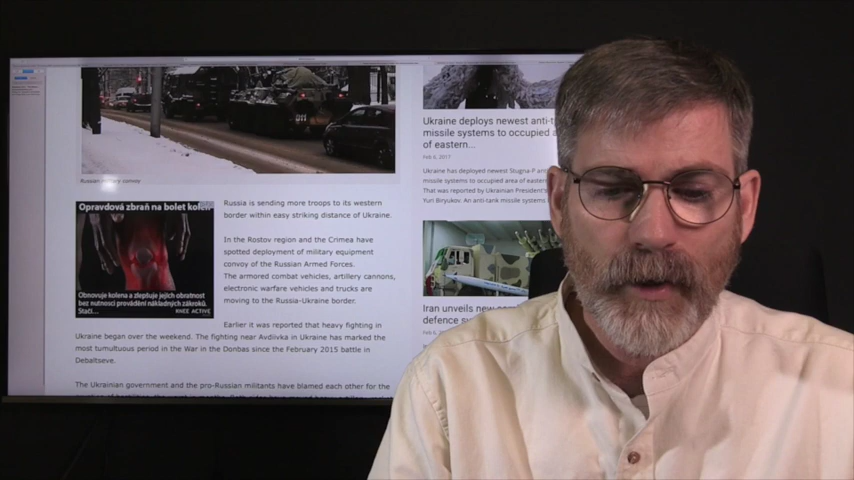 011
Russian military convoy
Opravdová zbraň na bolet kolen
Obnovuje kolena a zlepšuje jejich obratnost
bez nutnosti provádění nákladných zákroků.
Stačí...
KNEE ACTIVE
Russia is sending more troops to its western
border within easy striking distance of Ukraine.
In the Rostov region and the Crimea have
spotted deployment of military equipment
convoy of the Russian Armed Forces.
The armored combat vehicles, artillery cannons,
electronic warfare vehicles and trucks are
moving to the Russia-Ukraine border.
Earlier it was reported that heavy fighting in
Ukraine began over the weekend. The fighting near Avdiivka in Ukraine has marked the
most tumultuous period in the War in the Donbas since the February 2015 battle in
Debaltseve.
The Ukrainian government and the pro-Russian militants have blamed each other for the
Ukraine deploys newest anti-t
missile systems to occupied a
of eastern...
Feb 6, 2017
Ukraine has deployed newest Stugna-P ant
missile systems to occupied area of easter
That was reported by Ukrainian President's
Yuri Biryukov. An anti-tank missile systems
Iran unveils new
defence
Feb 6,